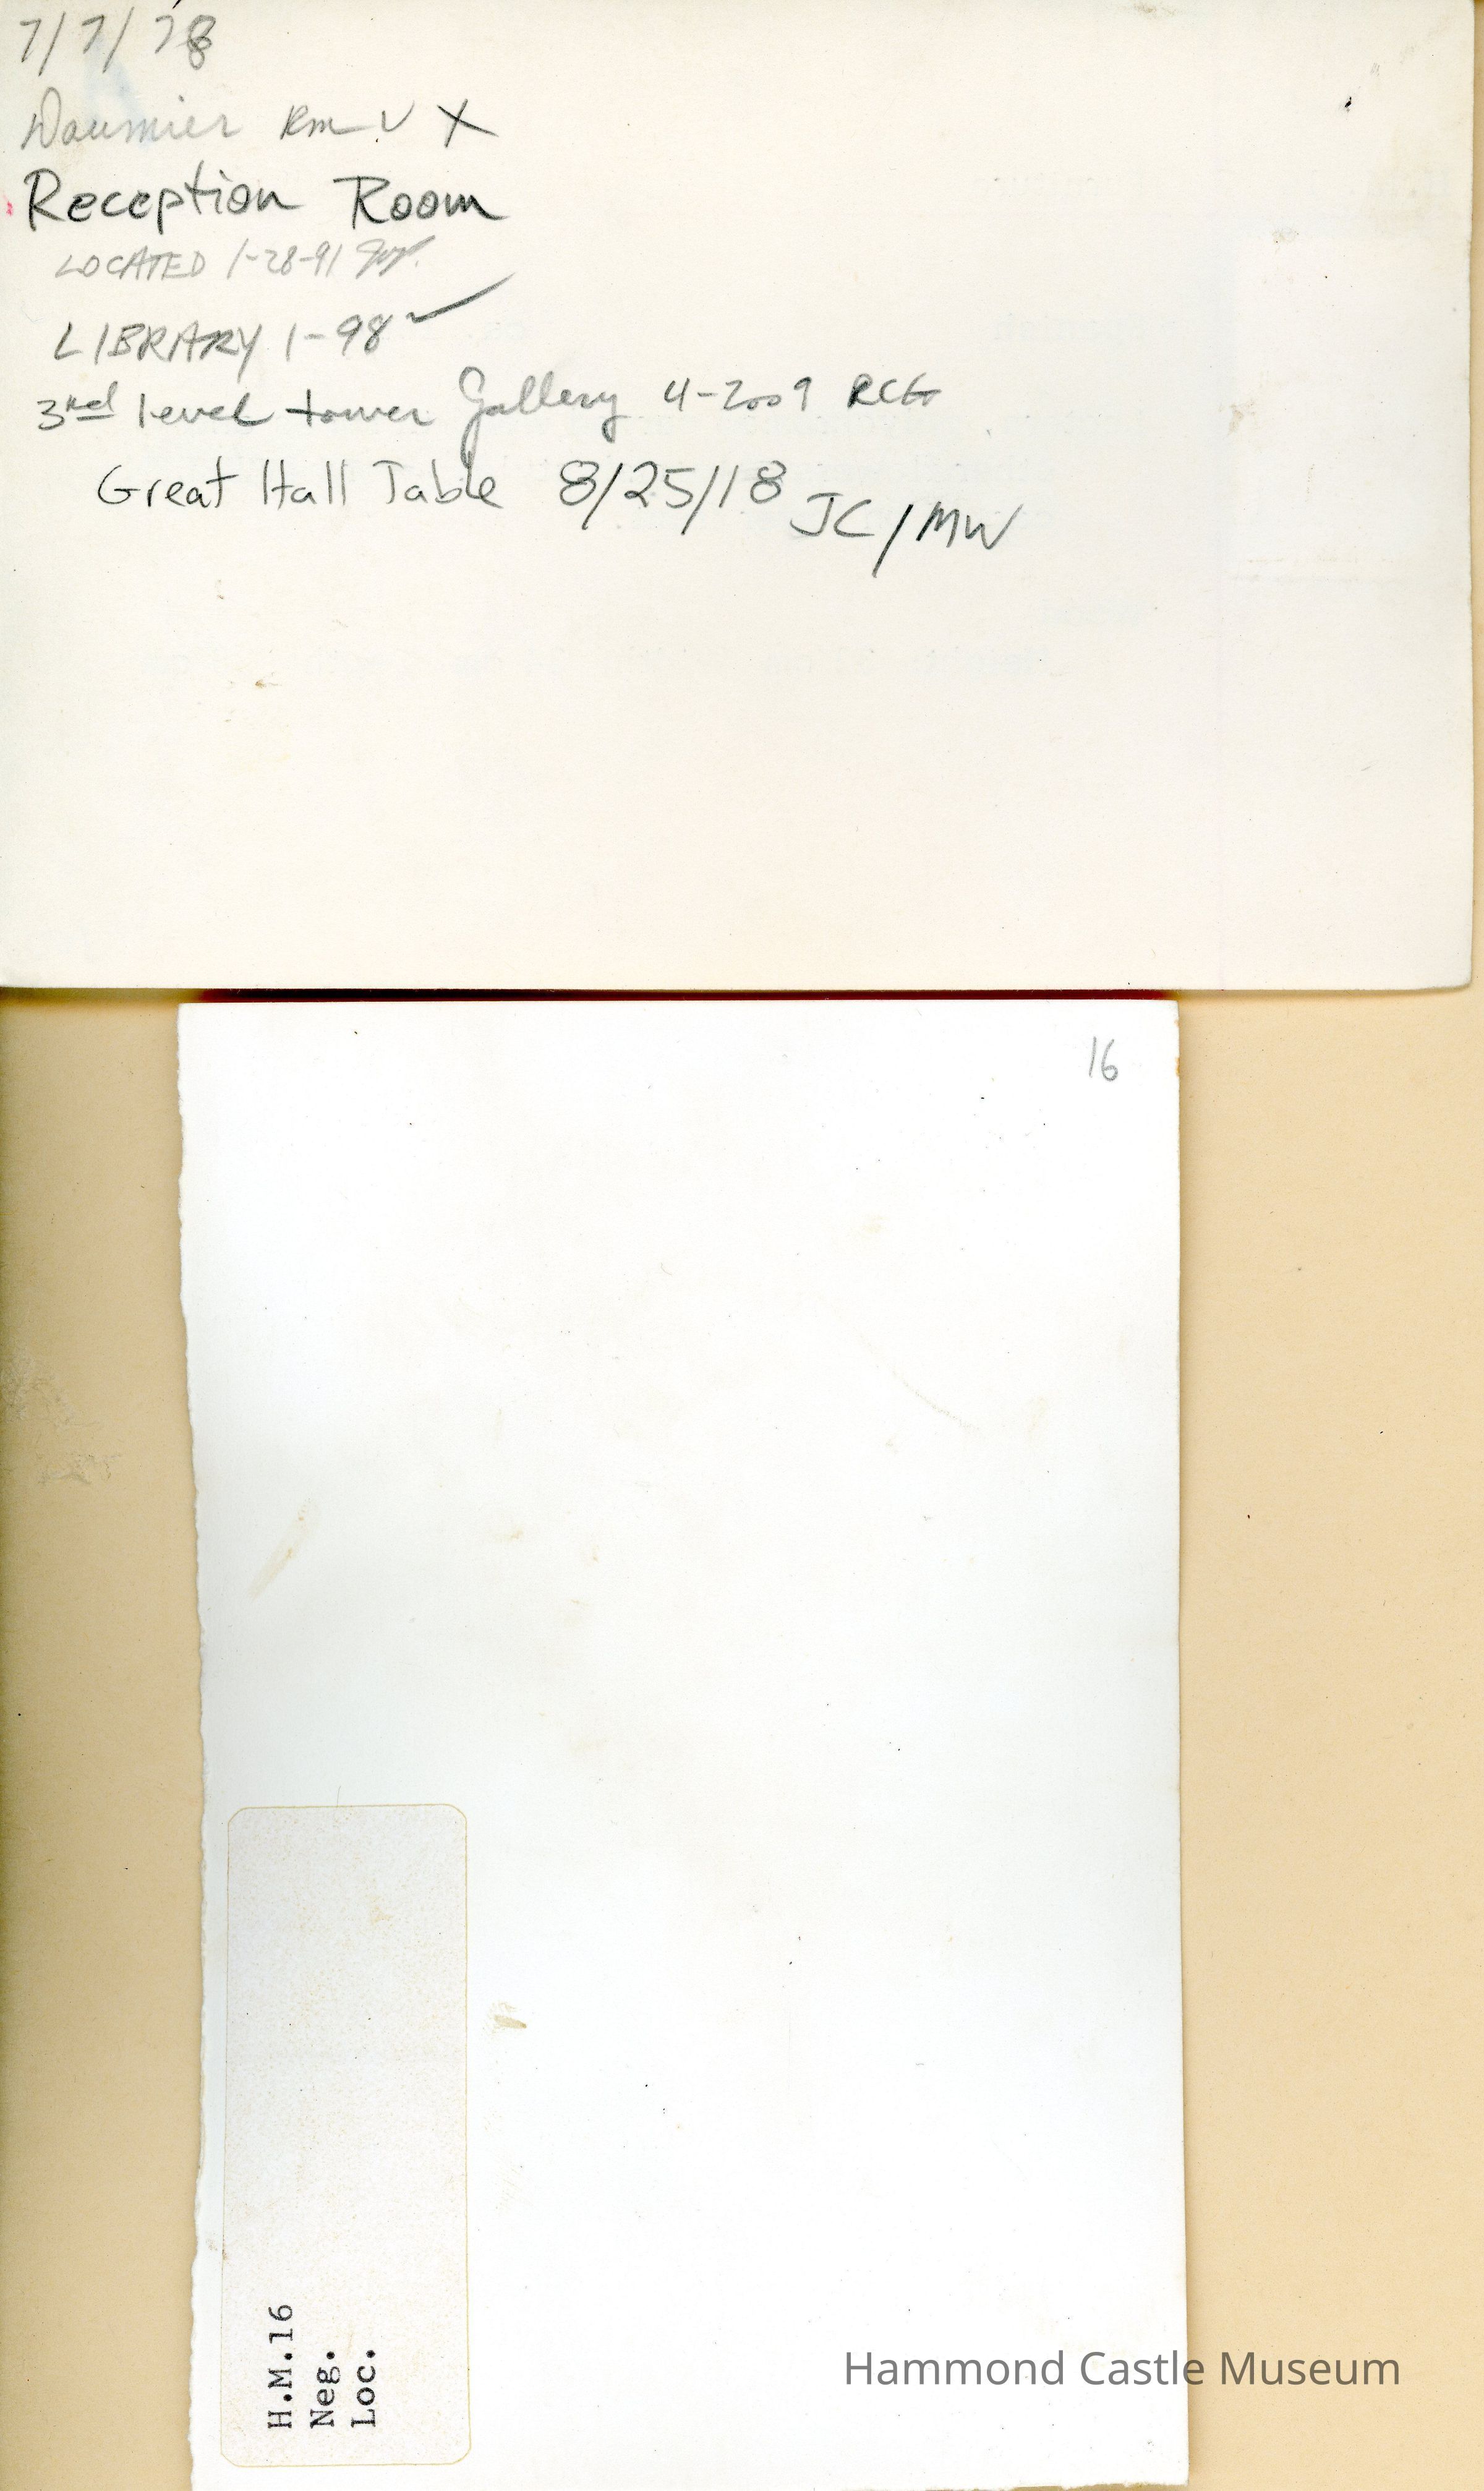 7/7/78
Daumier Rm. ✓ X
Reception Room
LOCATED 1-28-91
LIBRARY 1-98 ✓
3rd level tower Gallery 4-2009 RCG
Great Hall Table 8/25/18 JC/MW
16
H.M.16
Neg.
Loc.
Hammond Castle Museum